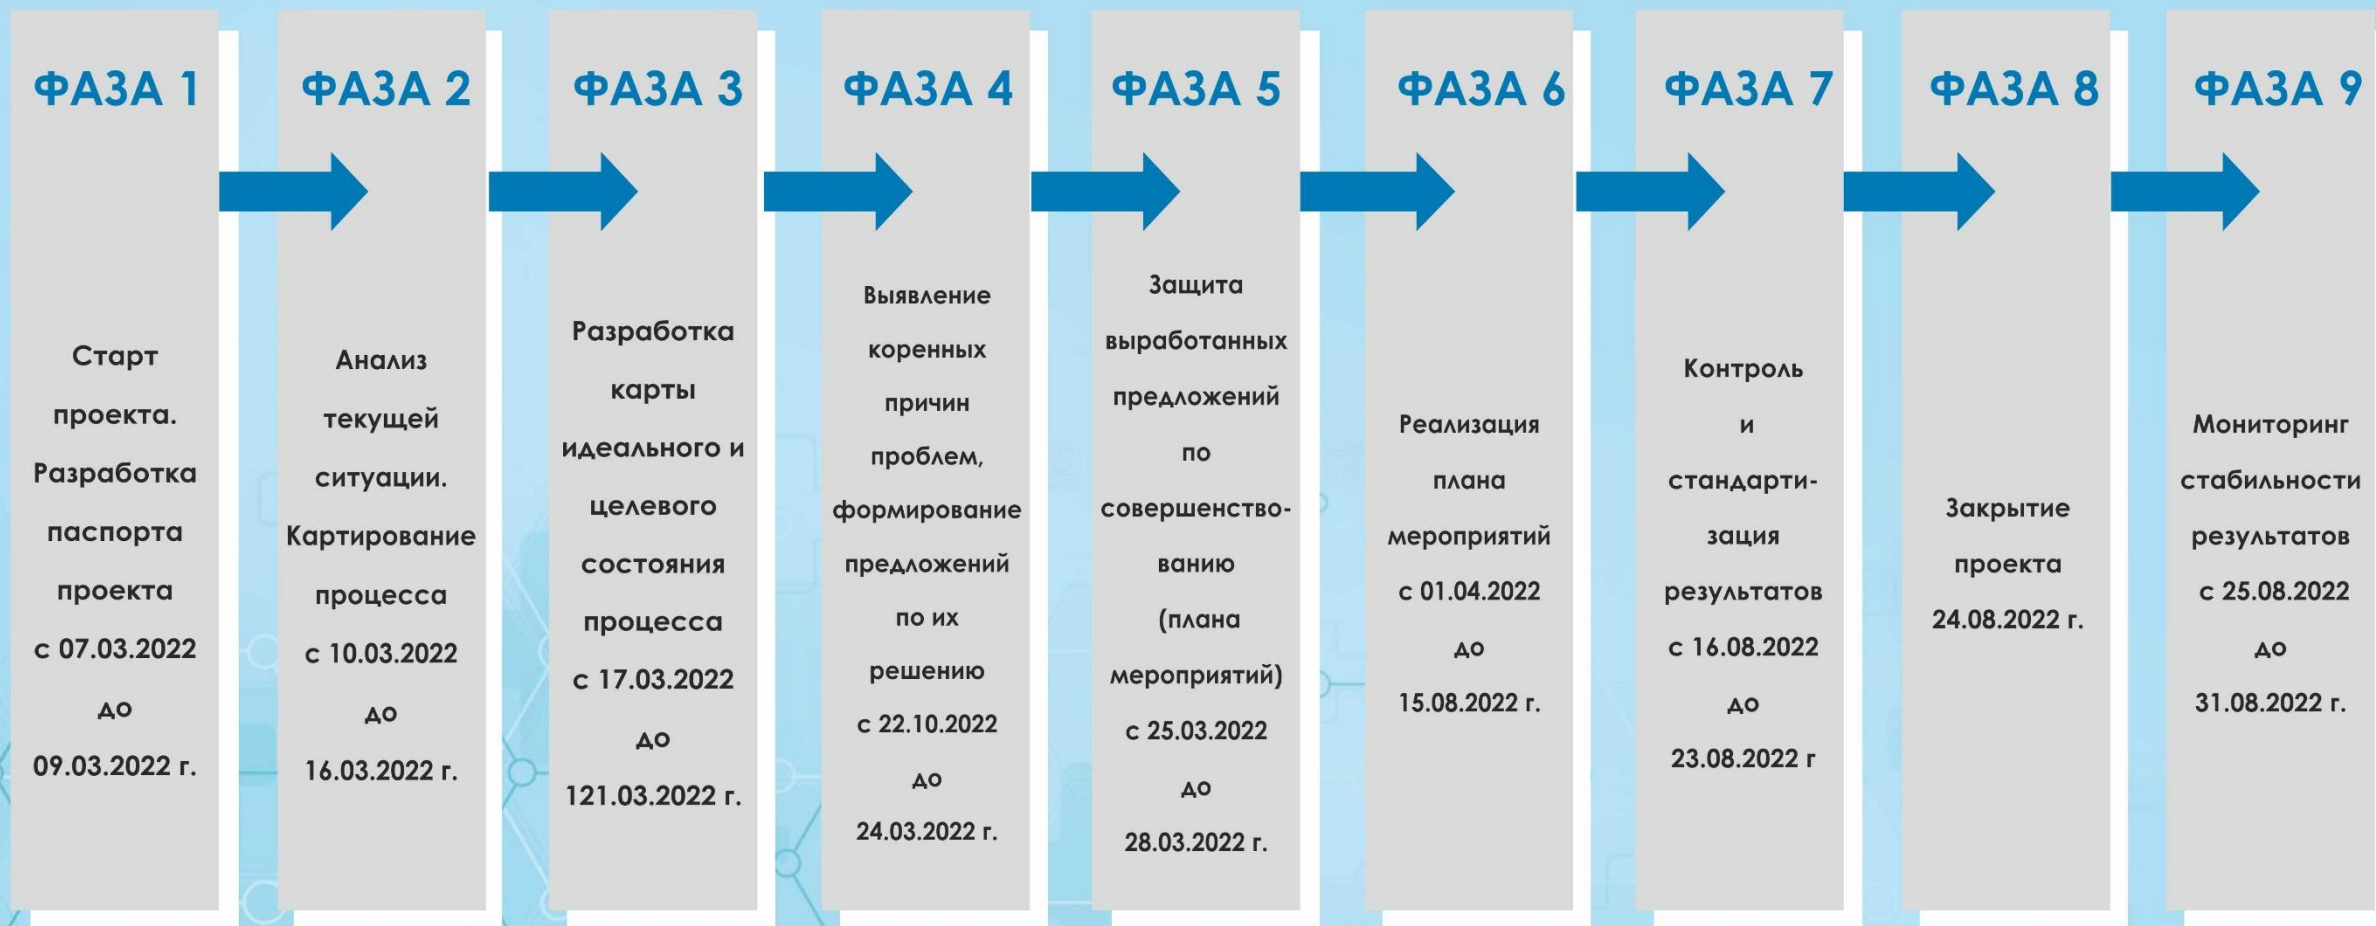 ФАЗА 1
Старт
проекта.
Разработка
паспорта
проекта
с 07.03.2022
до
09.03.2022 г.
ФАЗА 2
Анализ
текущей
ситуации.
Картирование
процесса
с 10.03.2022
до
16.03.2022 г.
ФАЗА 3
Разработка
карты
идеального и
целевого
состояния
процесса
с 17.03.2022
до
121.03.2022 г.
ФАЗА 4
Выявление
коренных
причин
проблем,
формирование
предложений
по их
решению
с 22.10.2022
до
24.03.2022 г.
ФАЗА 5
Защита
выработанных
предложений
по
совершенство-
ванию
(плана
мероприятий)
с 25.03.2022
до
28.03.2022 г.
ФАЗА 6
Реализация
плана
мероприятий
с 01.04.2022
до
15.08.2022 г.
ФАЗА 7
Контроль
и
стандарти-
зация
результатов
с 16.08.2022
до
23.08.2022 г
ФАЗА 8
Закрытие
проекта
24.08.2022 г.
ФАЗА 9
Мониторинг
стабильности
результатов
с 25.08.2022
до
31.08.2022 г.